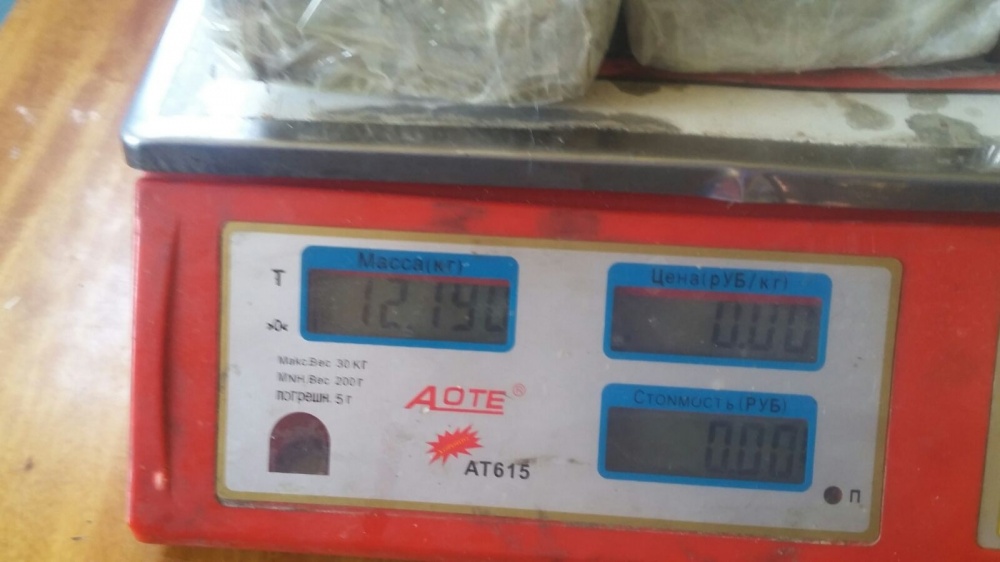 Масса(кг)
T
12.190
»0«
Цена(рУБ/кг)
0.00
Макс.Вес. 30 КГ
MNH.Вес. 200 г
погрешн. 5 г
AOTE®
AT615
Стоимость(РУБ)
0.00
П